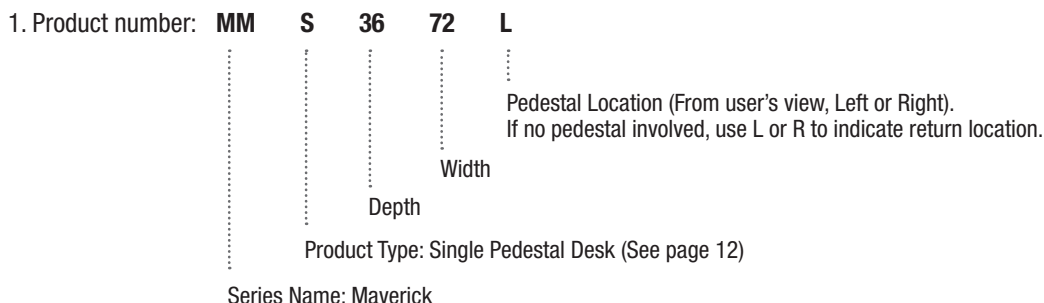 1. Product number: MM S 36 72 L
Pedestal Location (From user's view, Left or Right).
If no pedestal involved, use L or R to indicate return location.
Width
Depth
Product Type: Single Pedestal Desk (See page 12)
Series Name: Maverick